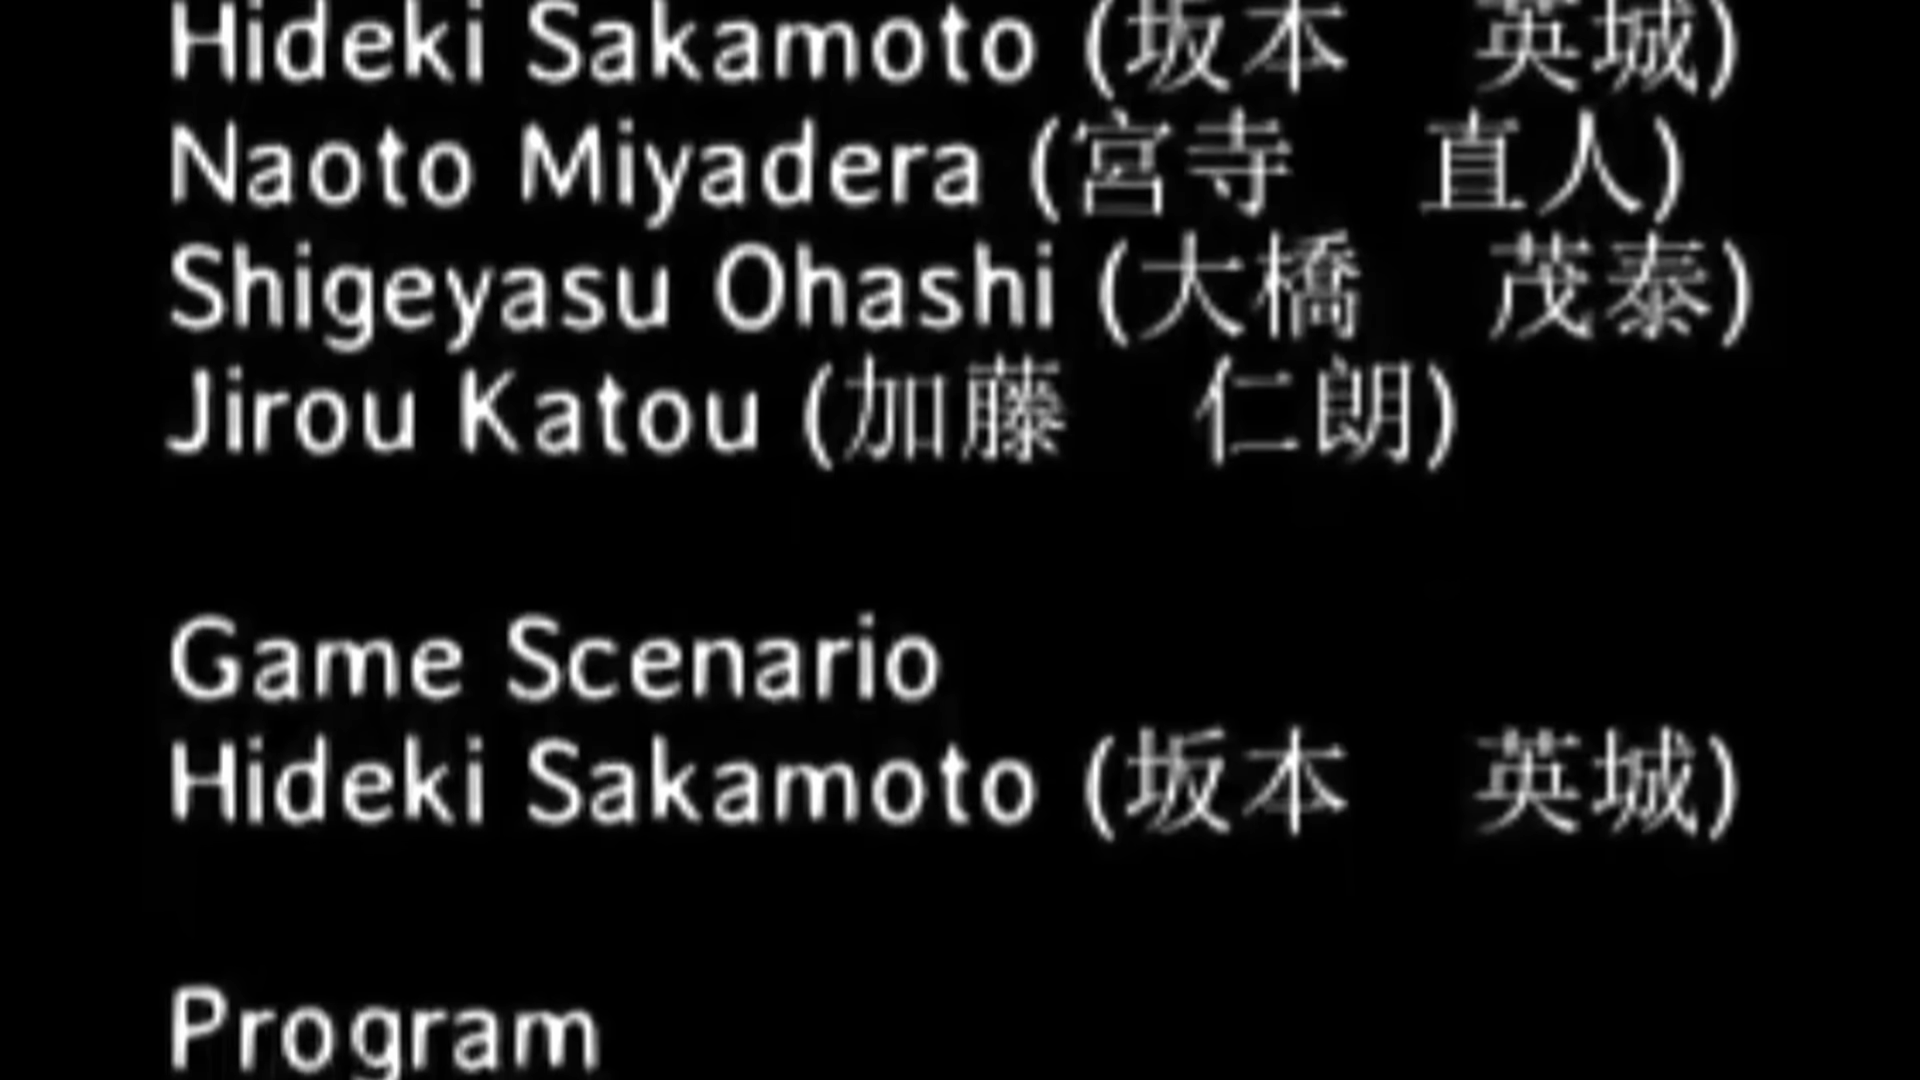 Hideki Sakamoto (坂本　英城)
Naoto Miyadera (宮寺　直人)
Shigeyasu Ohashi (大橋　茂泰)
Jirou Katou (加藤　仁朗)
Game Scenario
Hideki Sakamoto (坂本　英城)
Program